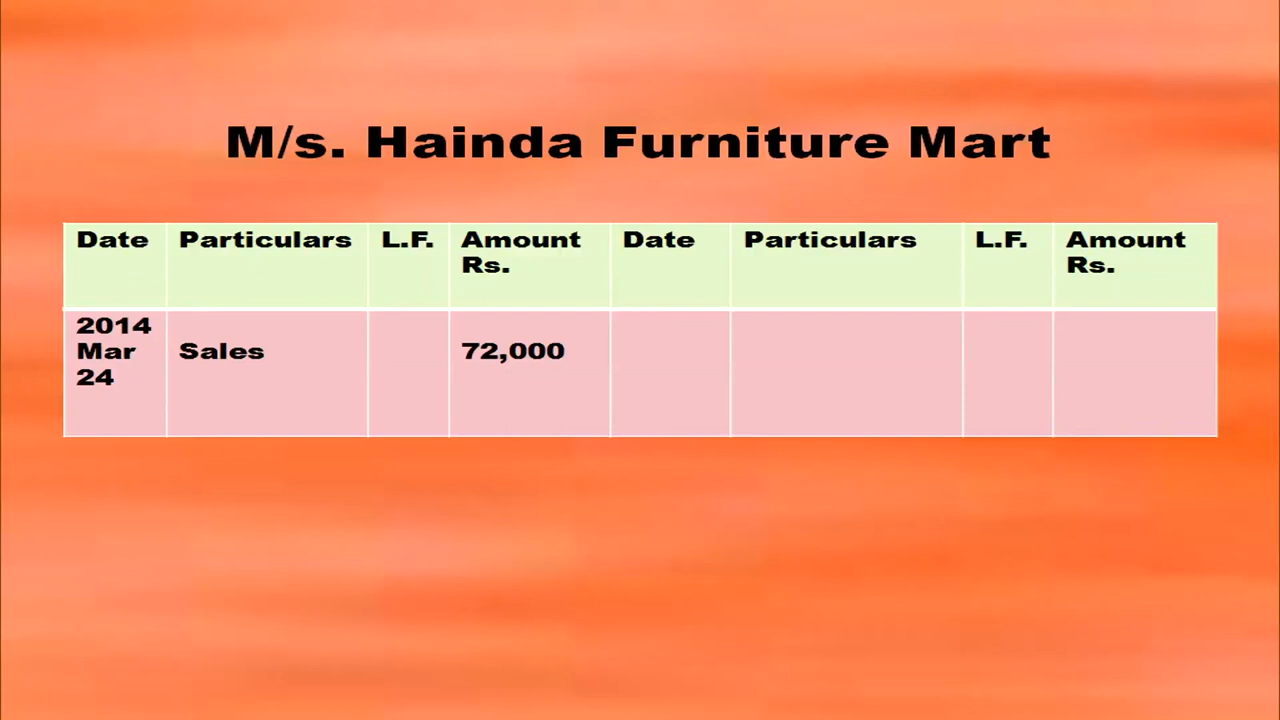 M/s. Hainda Furniture Mart
Date Particulars L.F. Amount Rs. Date Particulars L.F. Amount Rs.
2014 Mar 24 Sales 72,000